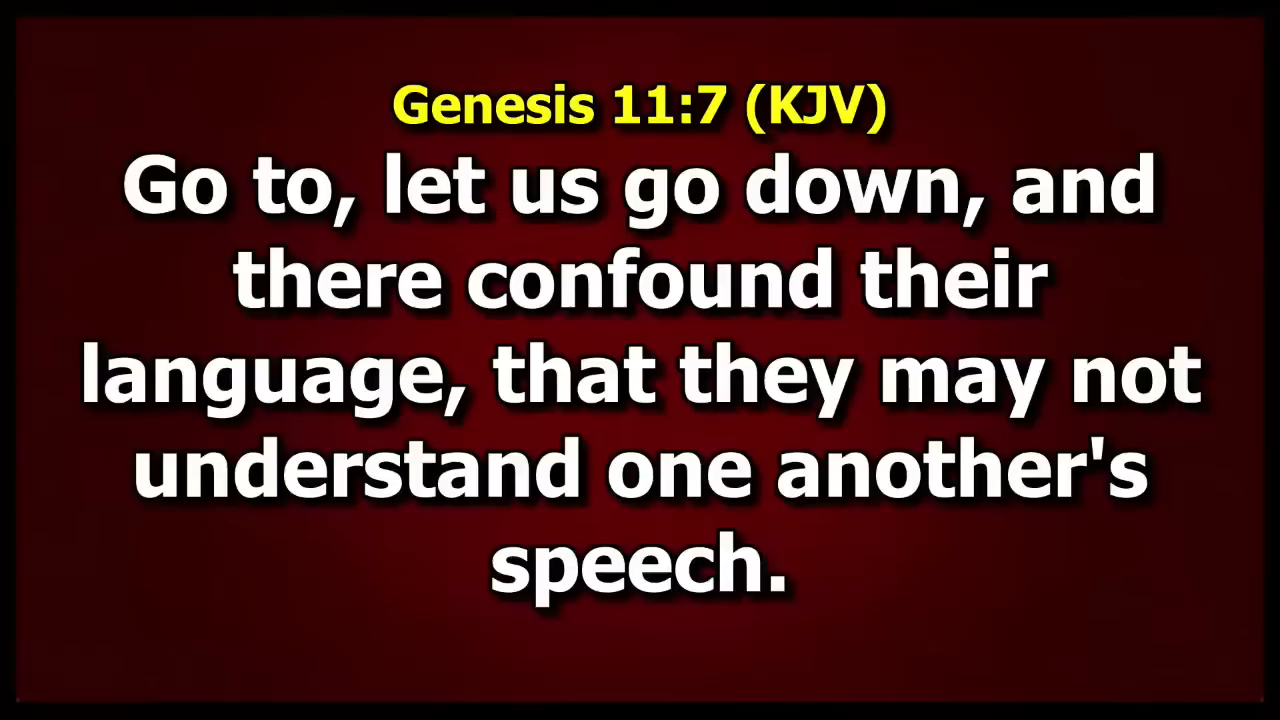 Genesis 11:7 (KJV)
Go to, let us go down, and
there confound their
language, that they may not
understand one another's
speech.